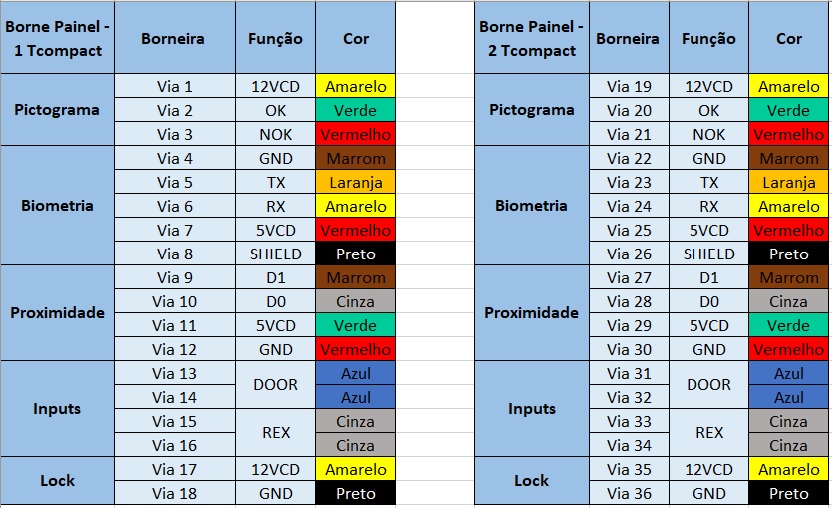 Borne Painel - 1 Tcompact Borneira Função Cor
Pictograma Via 1 12VCD Amarelo
Via 2 OK Verde
Via 3 NOK Vermelho
Biometria Via 4 GND Marrom
Via 5 TX Laranja
Via 6 RX Amarelo
Via 7 5VCD Vermelho
Via 8 SHIELD Preto
Proximidade Via 9 D1 Marrom
Via 10 D0 Cinza
Via 11 5VCD Verde
Via 12 GND Vermelho
Inputs Via 13 DOOR Azul
Via 14 Azul
Via 15 REX Cinza
Via 16 Cinza
Lock Via 17 12VCD Amarelo
Via 18 GND Preto
Borne Painel - 2 Tcompact Borneira Função Cor
Pictograma Via 19 12VCD Amarelo
Via 20 OK Verde
Via 21 NOK Vermelho
Biometria Via 22 GND Marrom
Via 23 TX Laranja
Via 24 RX Amarelo
Via 25 5VCD Vermelho
Via 26 SHIELD Preto
Proximidade Via 27 D1 Marrom
Via 28 D0 Cinza
Via 29 5VCD Verde
Via 30 GND Vermelho
Inputs Via 31 DOOR Azul
Via 32 Azul
Via 33 REX Cinza
Via 34 Cinza
Lock Via 35 12VCD Amarelo
Via 36 GND Preto